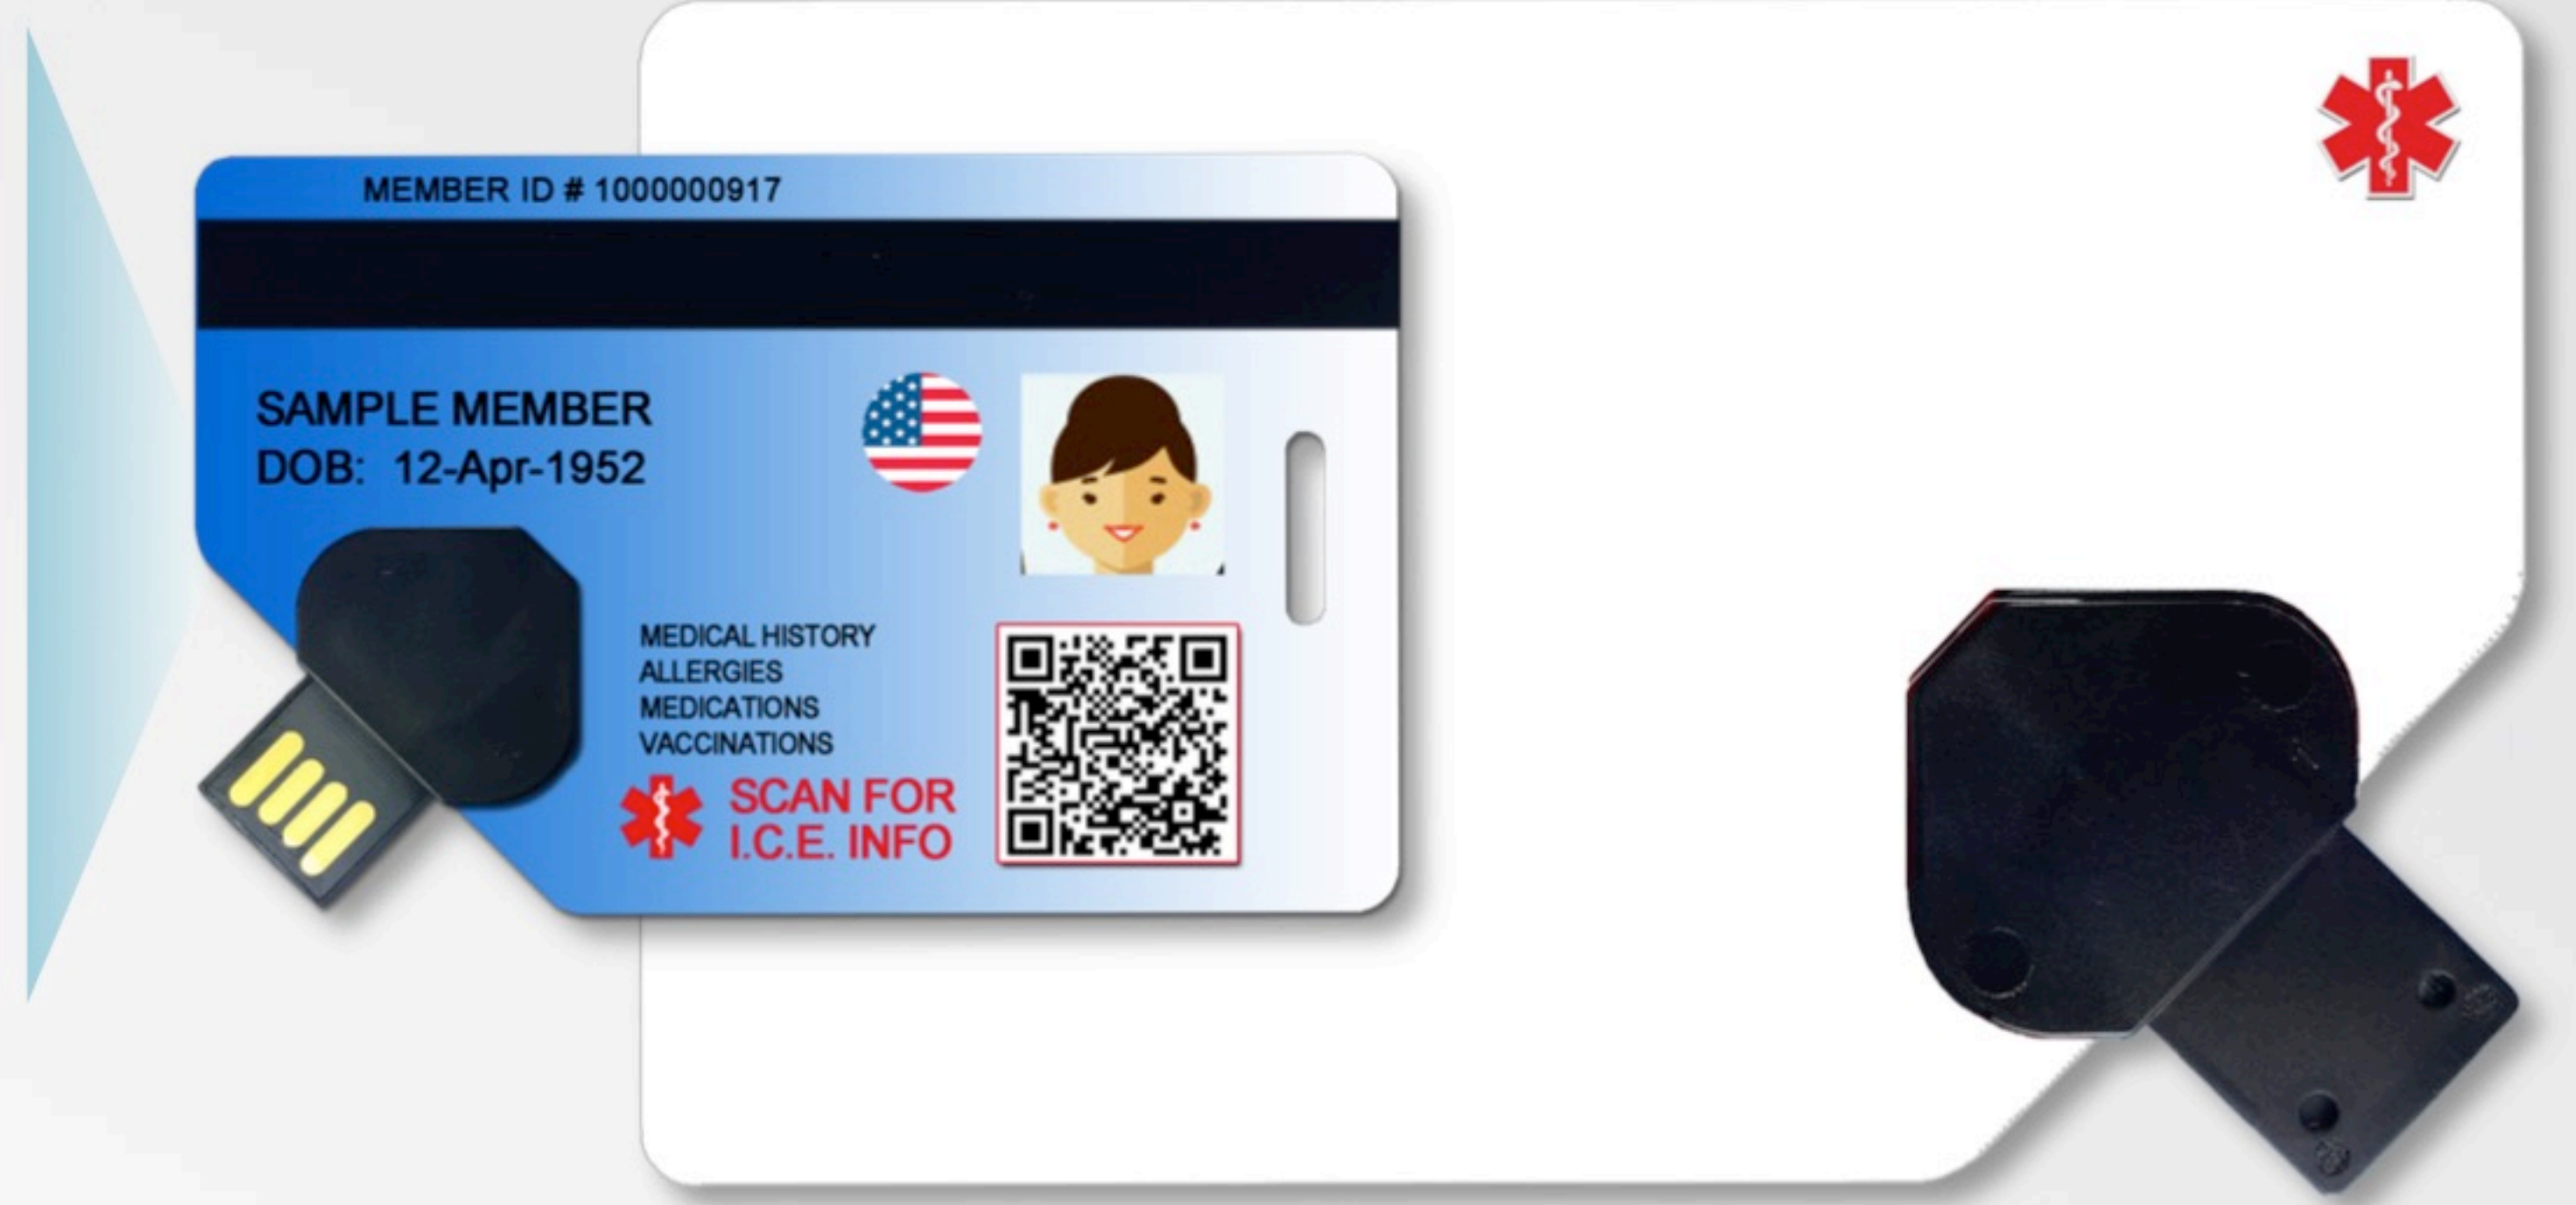 MEMBER ID # 1000000917
SAMPLE MEMBER
DOB: 12-Apr-1952
MEDICAL HISTORY
ALLERGIES
MEDICATIONS
VACCINATIONS
SCAN FOR
I.C.E. INFO